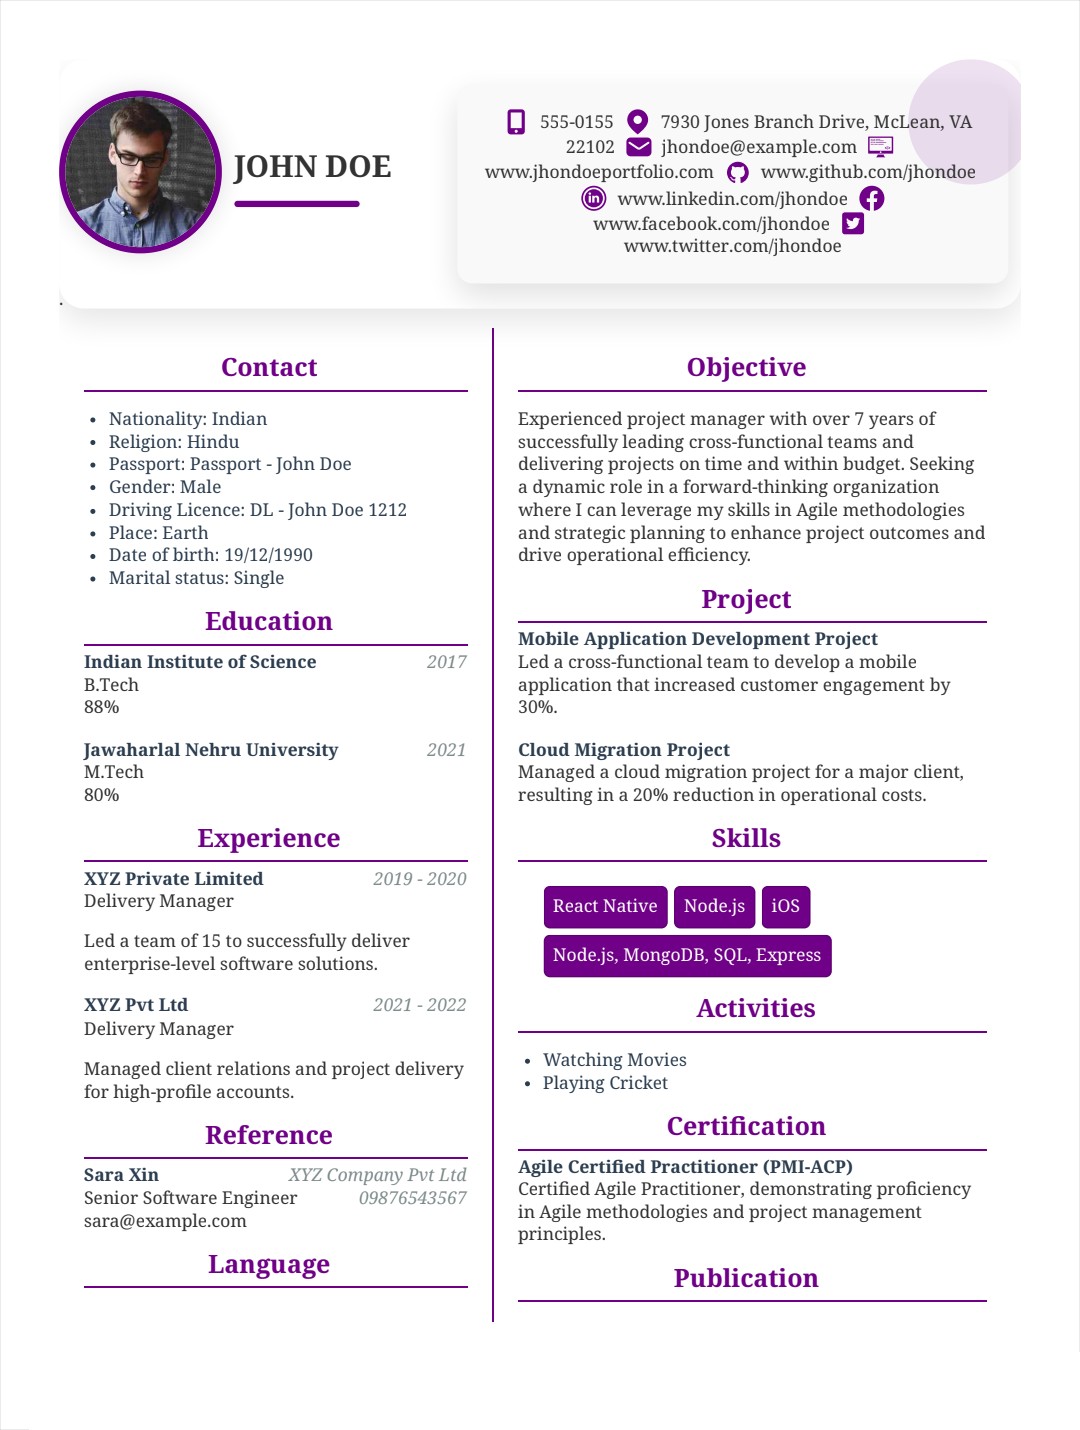 JOHN DOE
555-0155 7930 Jones Branch Drive, McLean, VA
22102 jhondoe@example.com
www.jhondoeportfolio.com www.github.com/jhondoe
www.linkedin.com/jhondoe
www.facebook.com/jhondoe
www.twitter.com/jhondoe
.
Contact
• Nationality: Indian
• Religion: Hindu
• Passport: Passport - John Doe
• Gender: Male
• Driving Licence: DL - John Doe 1212
• Place: Earth
• Date of birth: 19/12/1990
• Marital status: Single
Education
Indian Institute of Science 2017
B.Tech
88%
Jawaharlal Nehru University 2021
M.Tech
80%
Experience
XYZ Private Limited 2019 - 2020
Delivery Manager
Led a team of 15 to successfully deliver
enterprise-level software solutions.
XYZ Pvt Ltd 2021 - 2022
Delivery Manager
Managed client relations and project delivery
for high-profile accounts.
Reference
Sara Xin XYZ Company Pvt Ltd
Senior Software Engineer 09876543567
sara@example.com
Language
Objective
Experienced project manager with over 7 years of
successfully leading cross-functional teams and
delivering projects on time and within budget. Seeking
a dynamic role in a forward-thinking organization
where I can leverage my skills in Agile methodologies
and strategic planning to enhance project outcomes and
drive operational efficiency.
Project
Mobile Application Development Project
Led a cross-functional team to develop a mobile
application that increased customer engagement by
30%.
Cloud Migration Project
Managed a cloud migration project for a major client,
resulting in a 20% reduction in operational costs.
Skills
React Native Node.js iOS
Node.js, MongoDB, SQL, Express
Activities
• Watching Movies
• Playing Cricket
Certification
Agile Certified Practitioner (PMI-ACP)
Certified Agile Practitioner, demonstrating proficiency
in Agile methodologies and project management
principles.
Publication